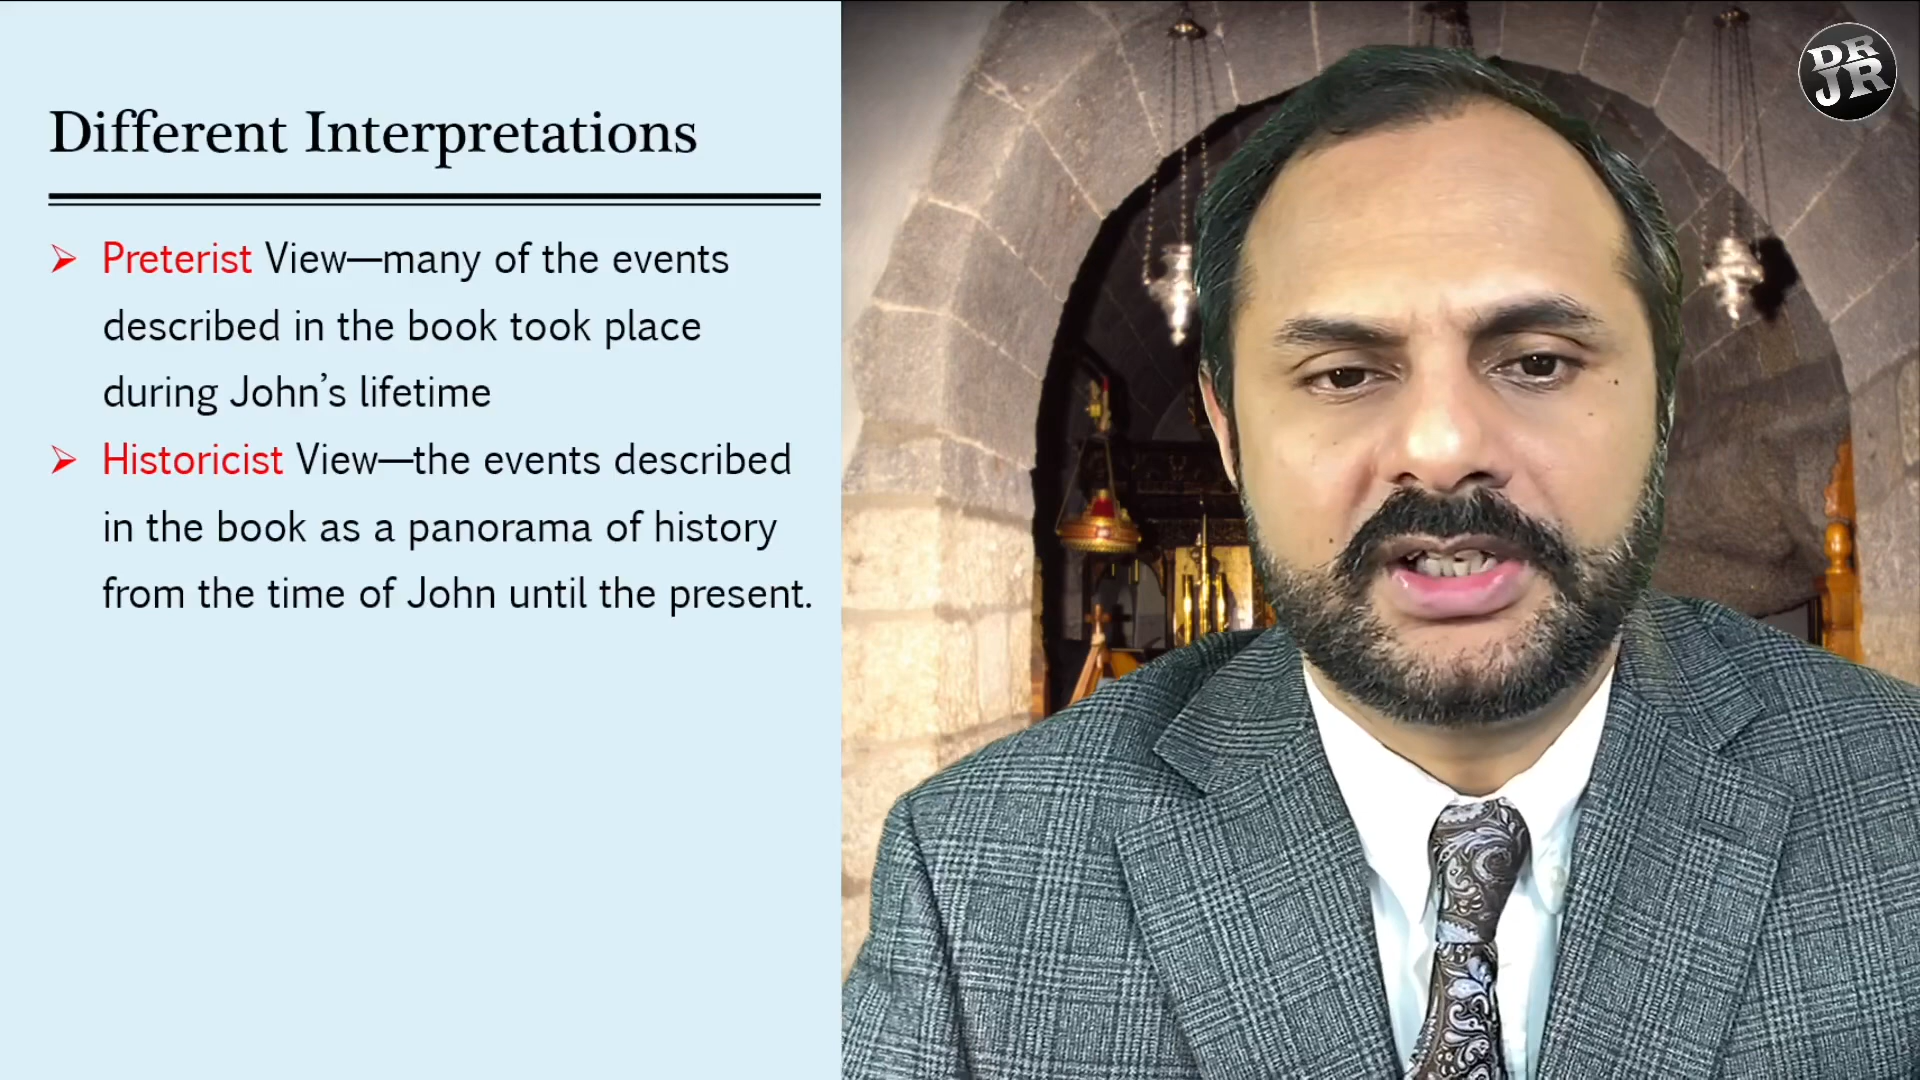 Different Interpretations
Preterist View—many of the events
described in the book took place
during John’s lifetime
Historicist View—the events described
in the book as a panorama of history
from the time of John until the present.
DR
JR